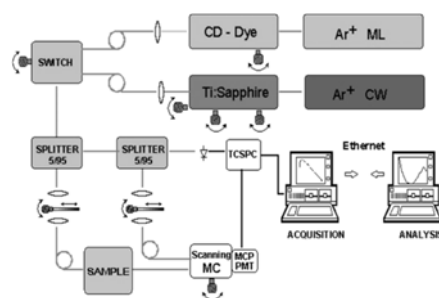 CD - Dye
Ar+ ML
SWITCH
Ti:Sapphire
Ar+ CW
SPLITTER
5/95
SPLITTER
5/95
TCSPC
Ethernet
ACQUISITION
ANALYSIS
SAMPLE
Scanning
MC
MCP
PMT